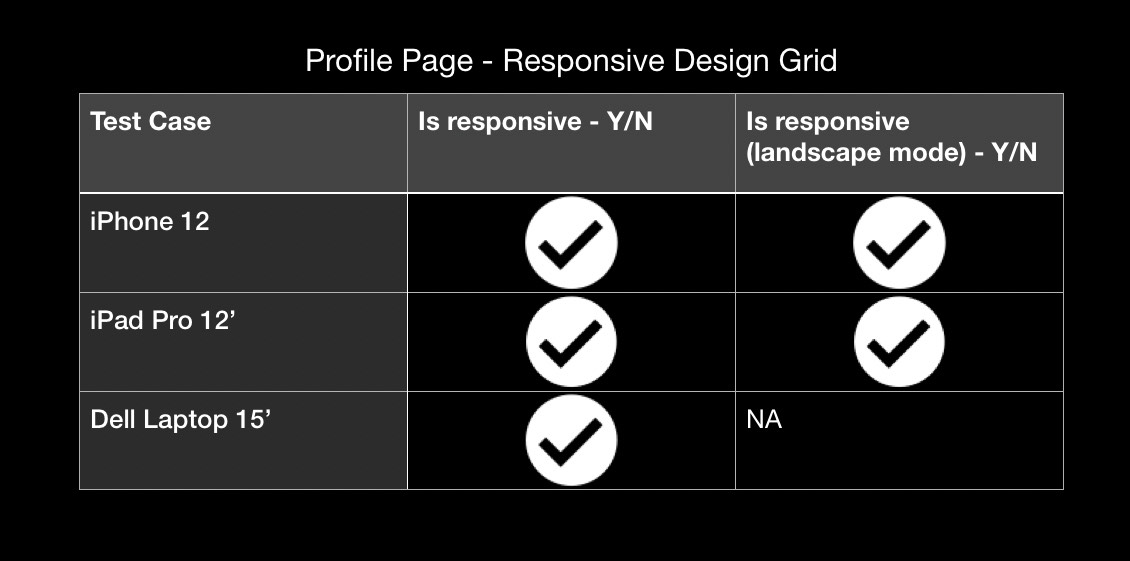 Profile Page - Responsive Design Grid
Test Case
Is responsive - Y/N
Is responsive
(landscape mode) - Y/N
iPhone 12
iPad Pro 12’
Dell Laptop 15’
NA